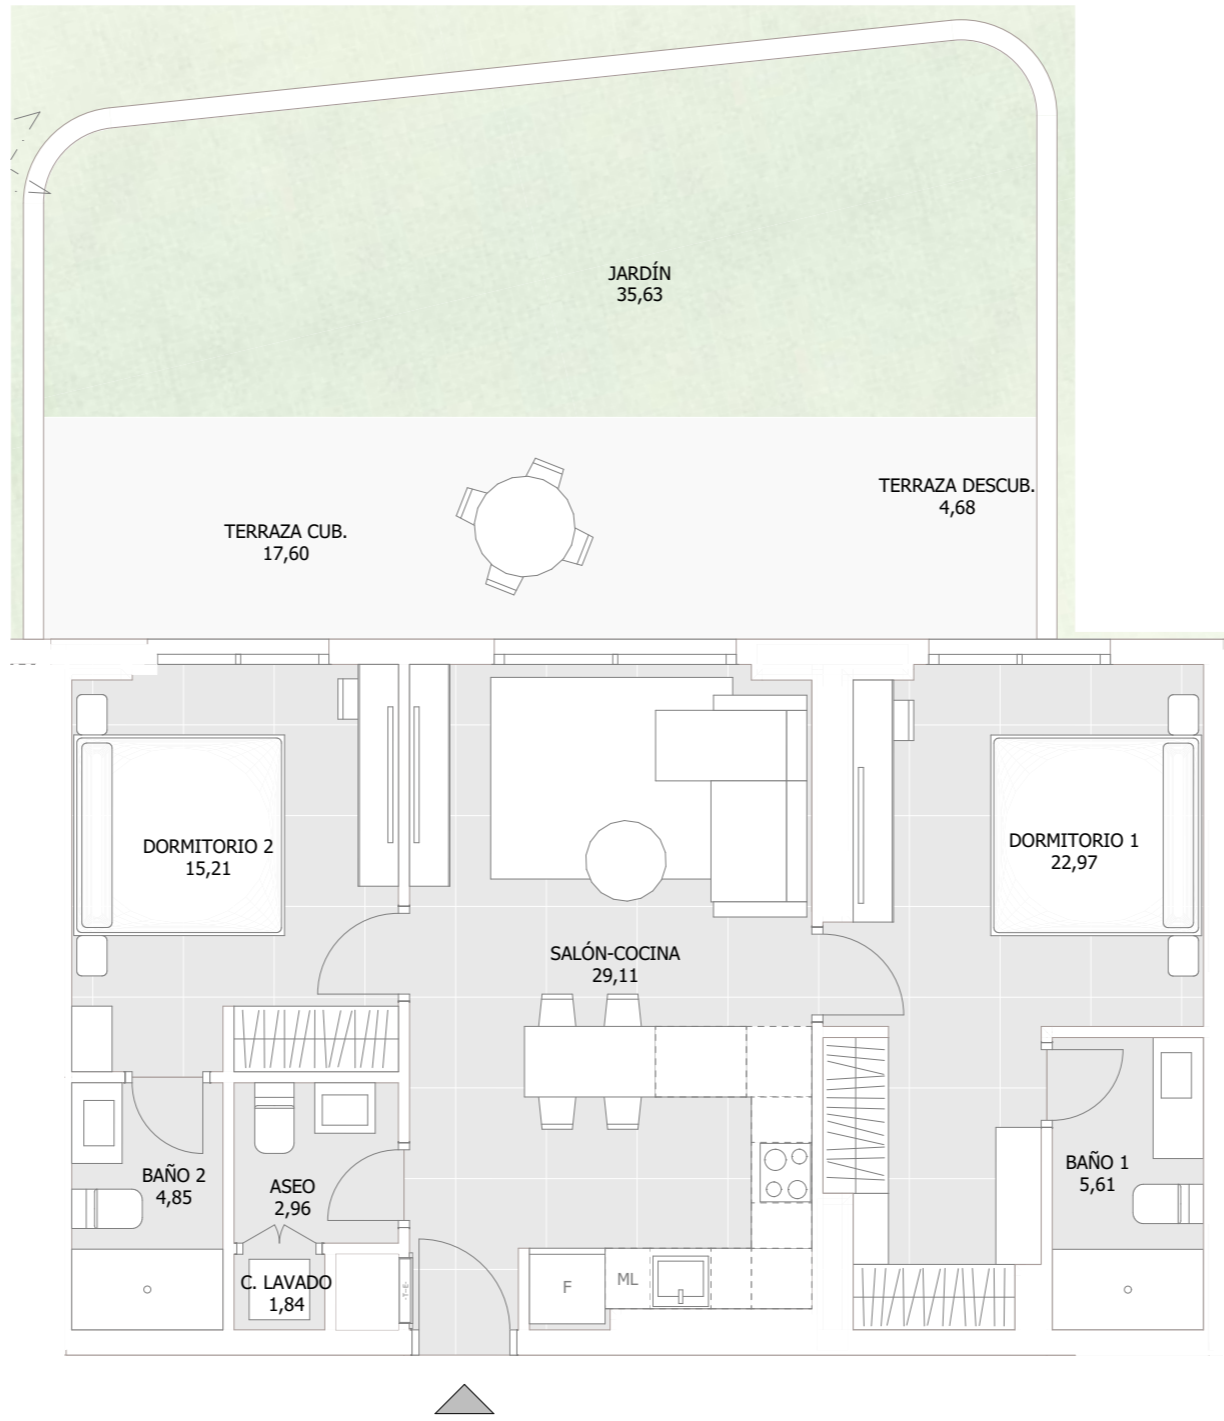 JARDÍN
35,63
TERRAZA DESCUB.
4,68
TERRAZA CUB.
17,60
DORMITORIO 2
15,21
DORMITORIO 1
22,97
SALÓN-COCINA
29,11
BAÑO 2
4,85
ASEO
2,96
BAÑO 1
5,61
C. LAVADO
1,84
F
ML